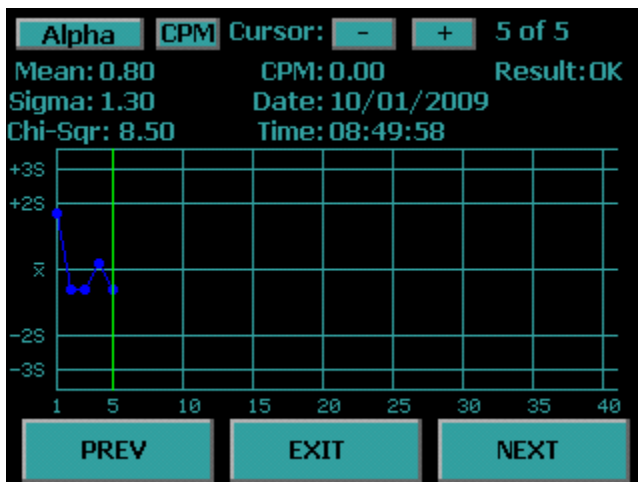 Alpha CPM Cursor: - + 5 of 5
Mean: 0.80 CPM: 0.00 Result: OK
Sigma: 1.30 Date: 10/01/2009
Chi-Sqr: 8.50 Time: 08:49:58
+3S
+2S
x̄
-2S
-3S
1 5 10 15 20 25 30 35 40
PREV EXIT NEXT